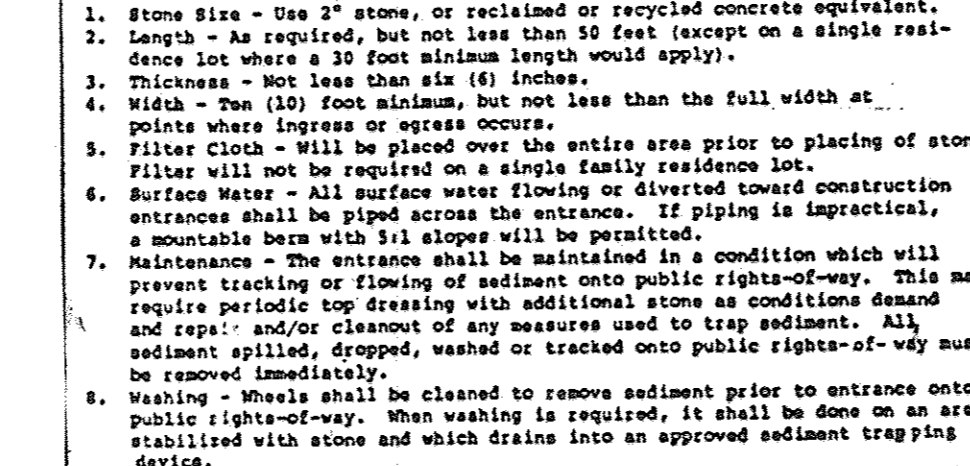 1. Stone Size - Use 2" stone, or reclaimed or recycled concrete equivalent.
2. Length - As required, but not less than 50 feet (except on a single resi-
dence lot where a 30 foot minimum length would apply).
3. Thickness - Not less than six (6) inches.
4. Width - Ten (10) foot minimum, but not less than the full width at
points where ingress or egress occurs.
5. Filter Cloth - Will be placed over the entire area prior to placing of ston
Filter will not be required on a single family residence lot.
6. Surface Water - All surface water flowing or diverted toward construction
entrances shall be piped across the entrance. If piping is impractical,
a mountable berm with 5:1 slopes will be permitted.
7. Maintenance - The entrance shall be maintained in a condition which will
prevent tracking or flowing of sediment onto public rights-of-way. This ma
require periodic top dressing with additional stone as conditions demand
and repair and/or cleanout of any measures used to trap sediment. All
sediment spilled, dropped, washed or tracked onto public rights-of-way mus
be removed immediately.
8. Washing - Wheels shall be cleaned to remove sediment prior to entrance onto
public rights-of-way. When washing is required, it shall be done on an are
stabilized with stone and which drains into an approved sediment trapping
device.